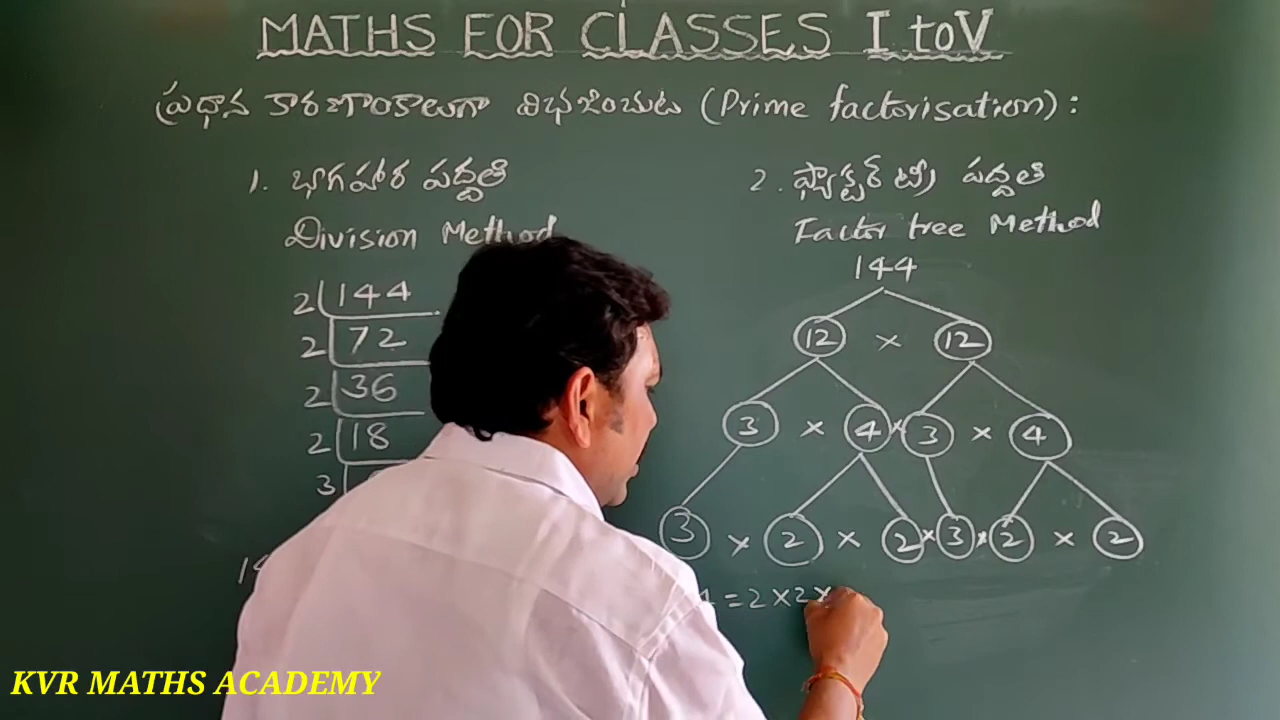 MATHS FOR CLASSES I to V
ప్రధాన కారణాంకాలుగా విభజించుట (Prime factorisation) :
1. భాగహార పద్ధతి
Division Method
2 144
2 72
2 36
2 18
3
2. ఫ్యాక్టర్ ట్రీ పద్ధతి
Factor tree Method
144
12 × 12
3 × 4 × 3 × 4
3 × 2 × 2 × 3 × 2 × 2
= 2 × 2 ×
KVR MATHS ACADEMY